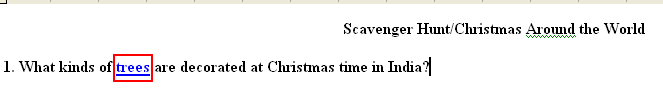 Scavenger Hunt/Christmas Around the World
1. What kinds of trees are decorated at Christmas time in India?